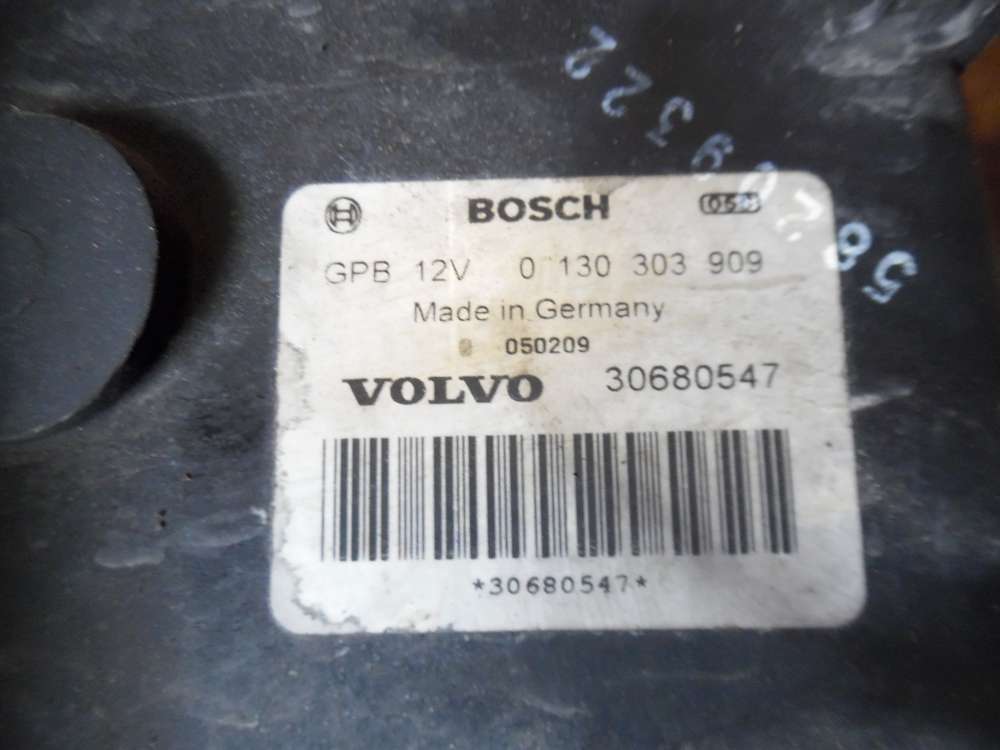 BOSCH
GPB 12V 0 130 303 909
Made in Germany
050209
VOLVO 30680547
*30680547*